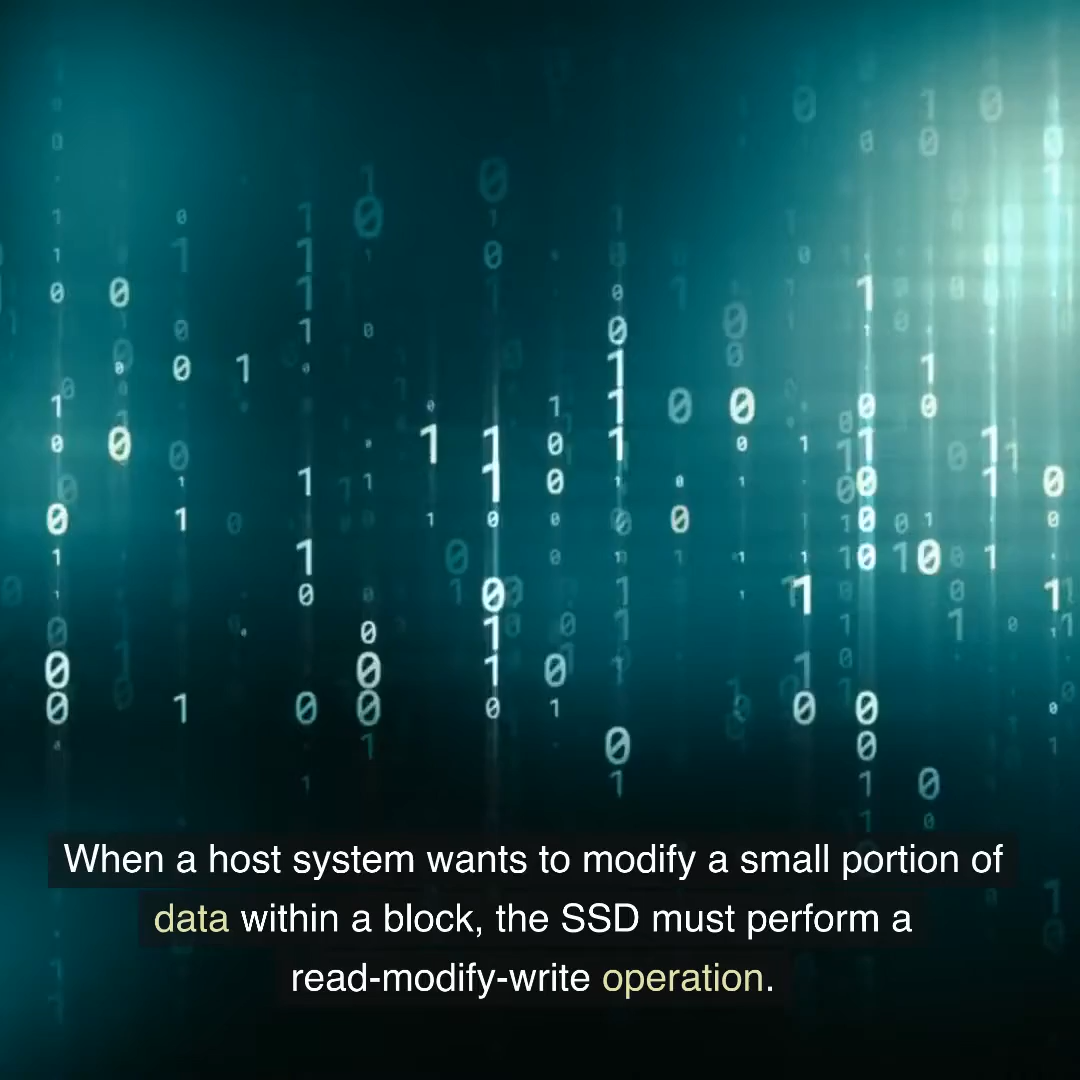 When a host system wants to modify a small portion of
data within a block, the SSD must perform a
read-modify-write operation.